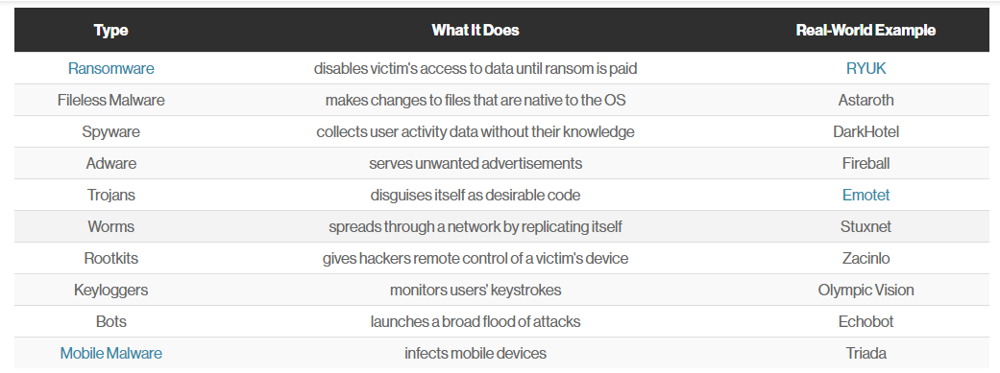 Type What It Does Real-World Example
Ransomware disables victim's access to data until ransom is paid RYUK
Fileless Malware makes changes to files that are native to the OS Astaroth
Spyware collects user activity data without their knowledge DarkHotel
Adware serves unwanted advertisements Fireball
Trojans disguises itself as desirable code Emotet
Worms spreads through a network by replicating itself Stuxnet
Rootkits gives hackers remote control of a victim's device Zacinlo
Keyloggers monitors users' keystrokes Olympic Vision
Bots launches a broad flood of attacks Echobot
Mobile Malware infects mobile devices Triada